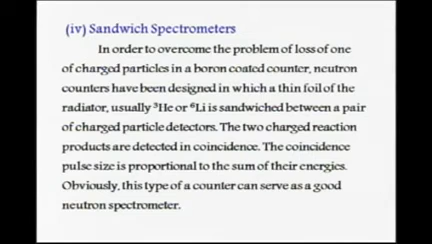 (iv) Sandwich Spectrometers
In order to overcome the problem of loss of one
of charged particles in a boron coated counter, neutron
counters have been designed in which a thin foil of the
radiator, usually ³He or ⁶Li is sandwiched between a pair
of charged particle detectors. The two charged reaction
products are detected in coincidence. The coincidence
pulse size is proportional to the sum of their energies.
Obviously, this type of a counter can serve as a good
neutron spectrometer.